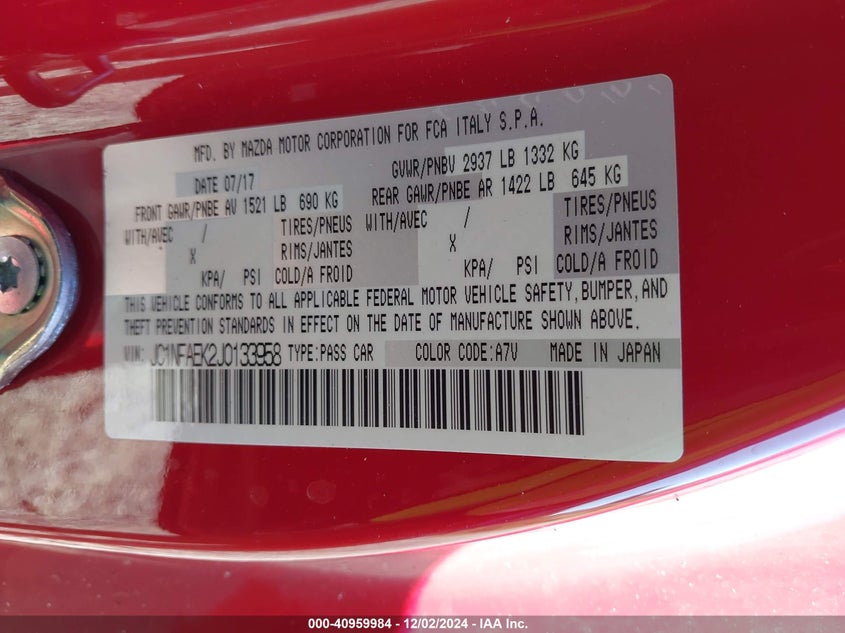 MFD. BY MAZDA MOTOR CORPORATION FOR FCA ITALY S.P.A.
DATE 07/17 GVWR/PNBV 2937 LB 1332 KG
FRONT GAWR/PNBE AV 1521 LB 690 KG REAR GAWR/PNBE AR 1422 LB 645 KG
WITH/AVEC / TIRES/PNEUS WITH/AVEC / TIRES/PNEUS
X RIMS/JANTES X RIMS/JANTES
KPA/ PSI COLD/A FROID KPA/ PSI COLD/A FROID
THIS VEHICLE CONFORMS TO ALL APPLICABLE FEDERAL MOTOR VEHICLE SAFETY, BUMPER, AND
THEFT PREVENTION STANDARDS IN EFFECT ON THE DATE OF MANUFACTURE SHOWN ABOVE.
VIN: JC1NFAEK2J0133958 TYPE:PASS CAR COLOR CODE:A7V MADE IN JAPAN
000-40959984 - 12/02/2024 - IAA Inc.